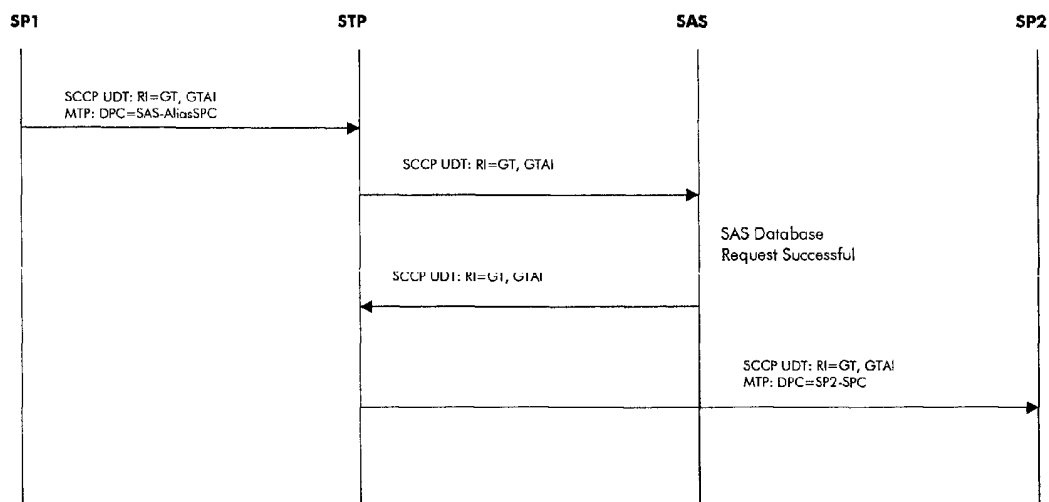 SP1 STP SAS SP2
SCCP UDT: RI=GT, GTAI
MTP: DPC=SAS-AliasSPC
SCCP UDT: RI=GT, GTAI
SAS Database
Request Successful
SCCP UDT: RI=GT, GTAI
SCCP UDT: RI=GT, GTAI
MTP: DPC=SP2-SPC